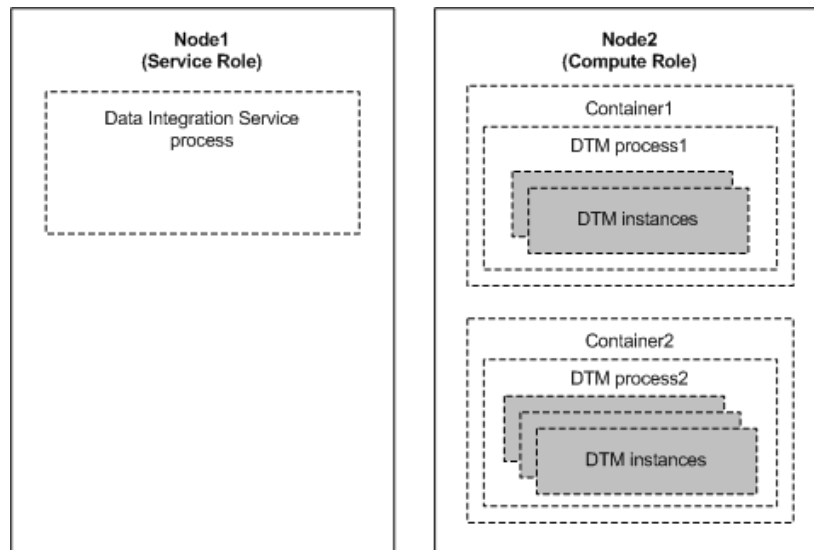 Node1
(Service Role)
Data Integration Service
process
Node2
(Compute Role)
Container1
DTM process1
DTM instances
Container2
DTM process2
DTM instances